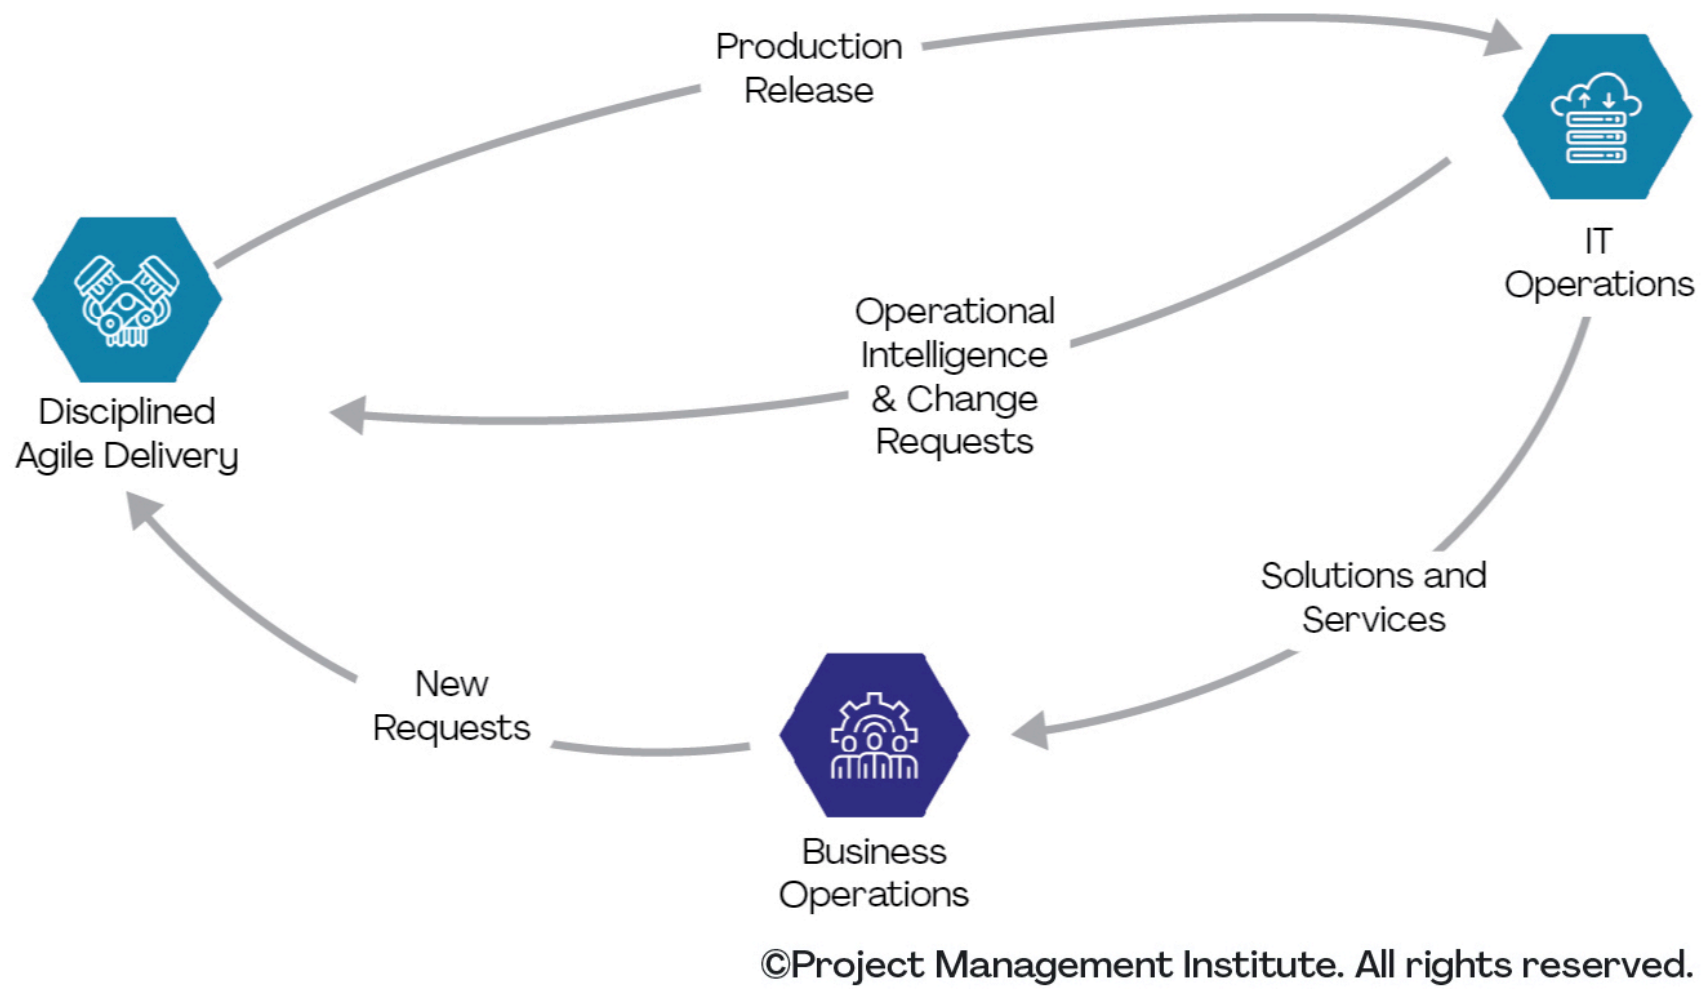 Production
Release
IT
Operations
Operational
Intelligence
& Change
Requests
Disciplined
Agile Delivery
Solutions and
Services
New
Requests
Business
Operations
©Project Management Institute. All rights reserved.